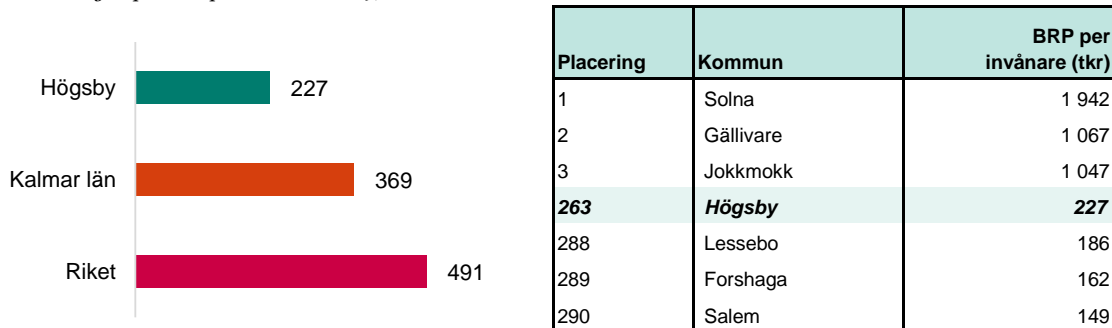 Högsby 227
Kalmar län 369
Riket 491
Placering Kommun BRP per invånare (tkr)
1 Solna 1 942
2 Gällivare 1 067
3 Jokkmokk 1 047
263 Högsby 227
288 Lessebo 186
289 Forshaga 162
290 Salem 149